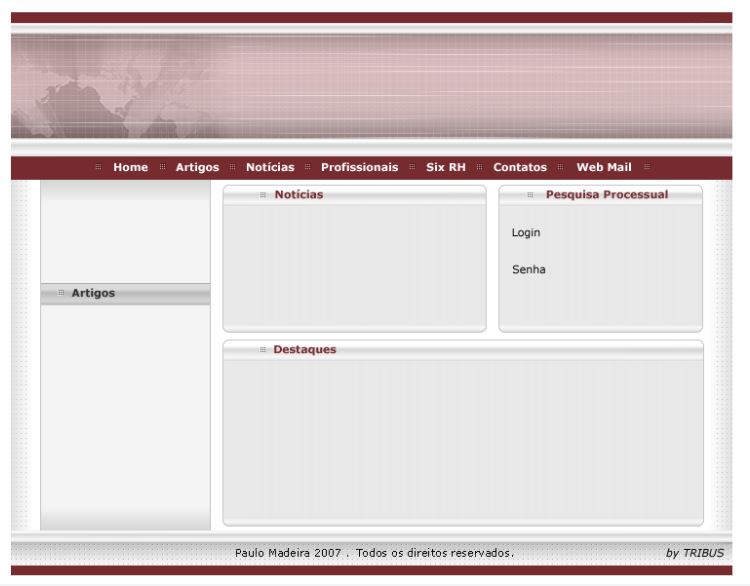 Home Artigos Notícias Profissionais Six RH Contatos Web Mail
Notícias
Pesquisa Processual
Login
Senha
Artigos
Destaques
Paulo Madeira 2007 . Todos os direitos reservados.
by TRIBUS